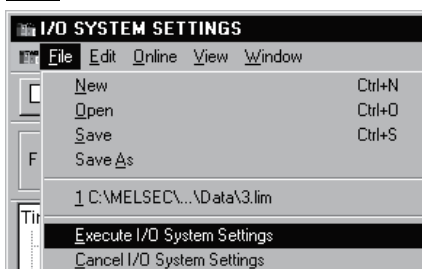 I/O SYSTEM SETTINGS
File Edit Online View Window
New Ctrl+N
Open Ctrl+O
Save Ctrl+S
Save As
F
1 C:\MELSEC\...\Data\3.lim
Execute I/O System Settings
Cancel I/O System Settings